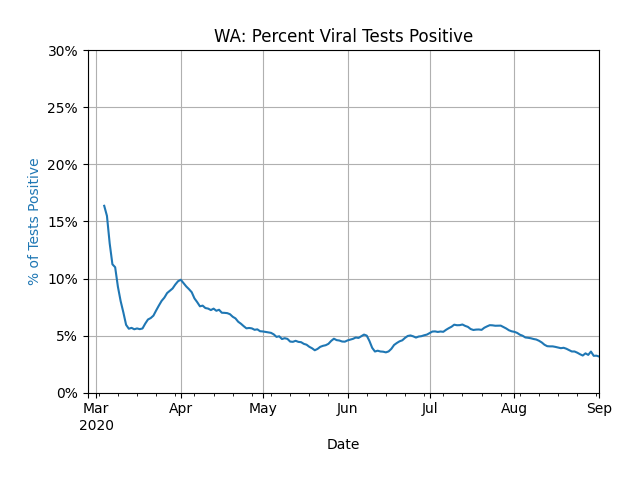 WA: Percent Viral Tests Positive
30%
25%
20%
15%
10%
5%
0%
% of Tests Positive
Mar Apr May Jun Jul Aug Sep
2020
Date